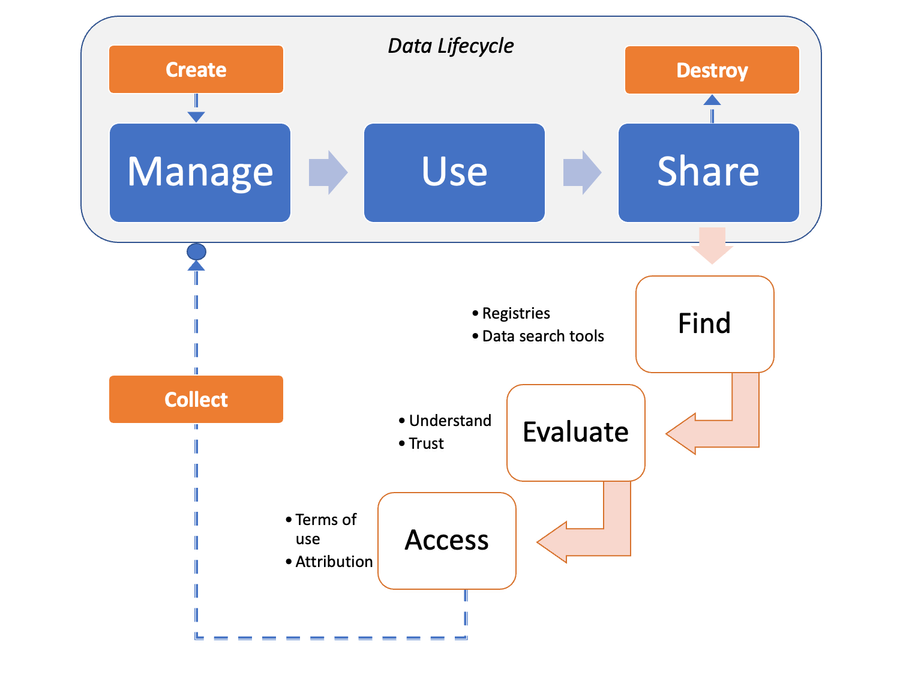 Data Lifecycle
Create
Destroy
Manage
Use
Share
• Registries
• Data search tools
Find
• Understand
• Trust
Evaluate
Collect
• Terms of
use
• Attribution
Access